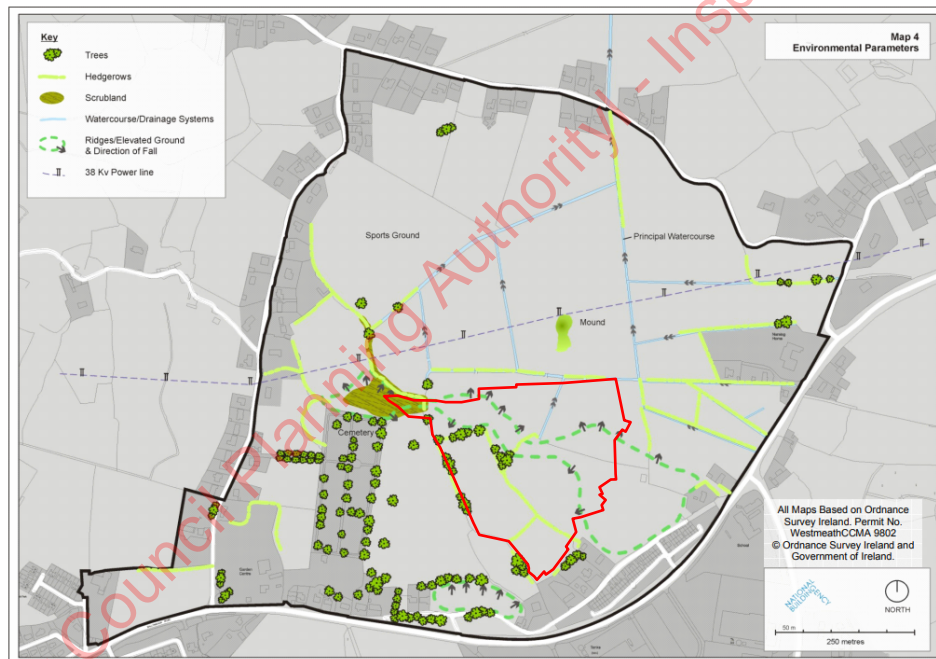 Map 4
Environmental Parameters
Key
Trees
Hedgerows
Scrubland
Watercourse/Drainage Systems
Ridges/Elevated Ground
& Direction of Fall
38 Kv Power line
Sports Ground
Principal Watercourse
Mound
Nursing
Home
Cemetery
Garden
Centre
School
All Maps Based on Ordnance
Survey Ireland. Permit No.
WestmeathCCMA 9802
© Ordnance Survey Ireland and
Government of Ireland.
NATIONAL
BUILDING
AGENCY
NORTH
50 m
250 metres
Council Planning Authority - Insp